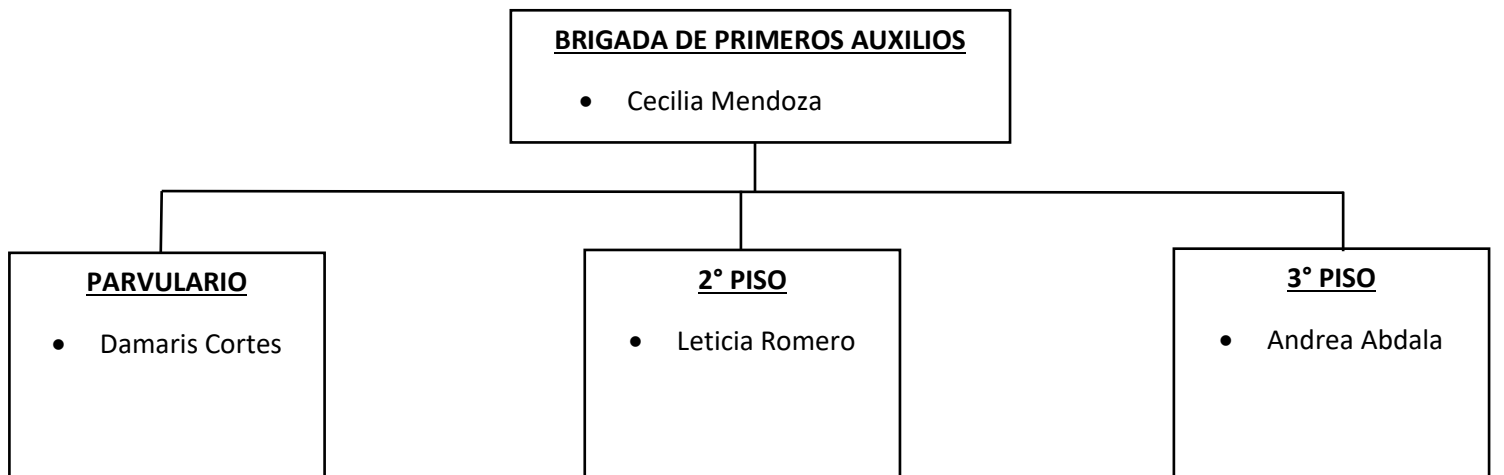 BRIGADA DE PRIMEROS AUXILIOS
• Cecilia Mendoza
PARVULARIO
• Damaris Cortes
2° PISO
• Leticia Romero
3° PISO
• Andrea Abdala